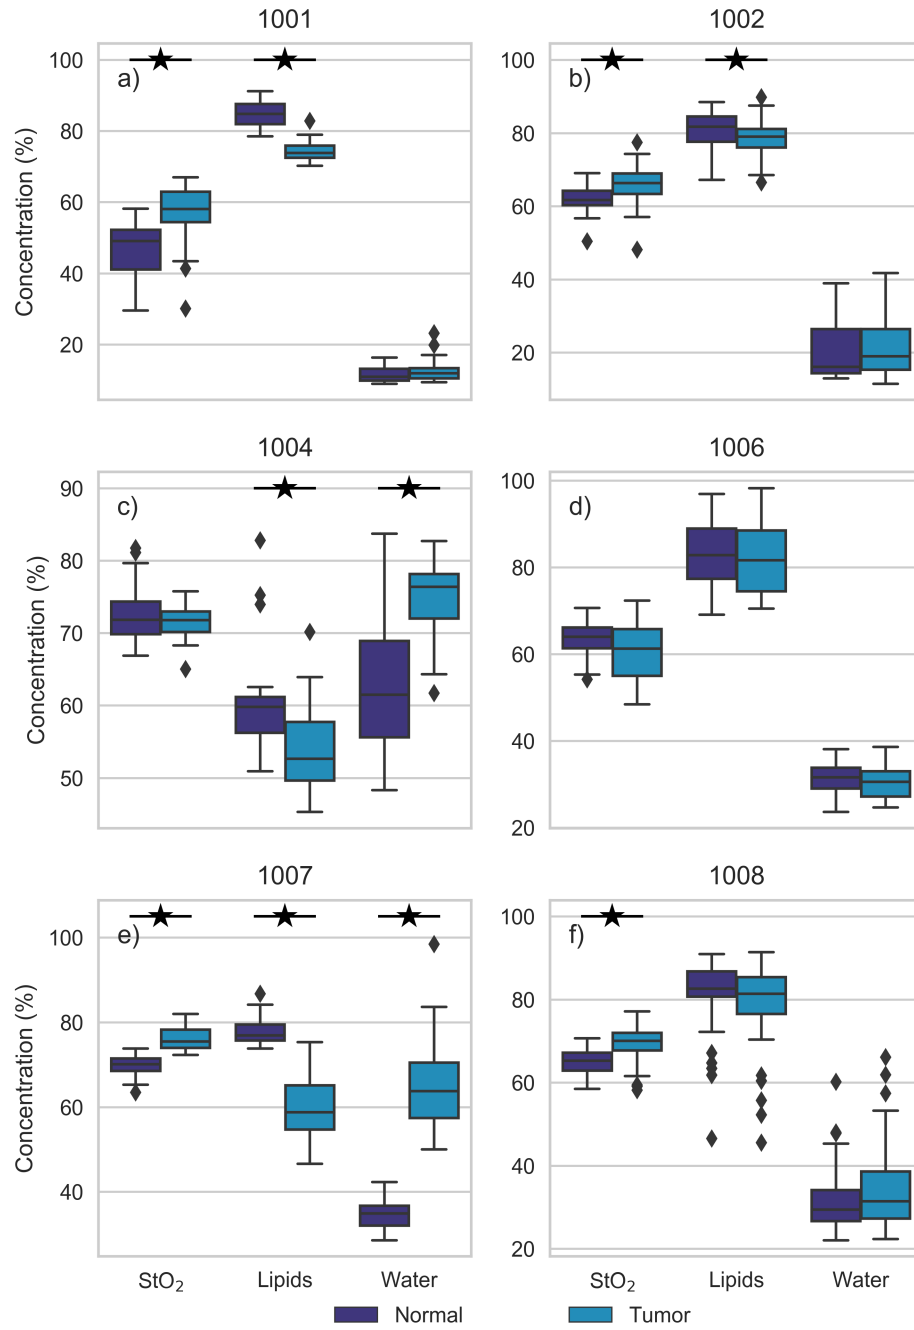 1001
1002
a)
b)
Concentration (%)
100
80
60
40
20
100
80
60
40
20
1004
1006
c)
d)
Concentration (%)
90
80
70
60
50
100
80
60
40
20
1007
1008
e)
f)
Concentration (%)
100
80
60
40
100
80
60
40
20
StO₂ Lipids Water
StO₂ Lipids Water
Normal Tumor